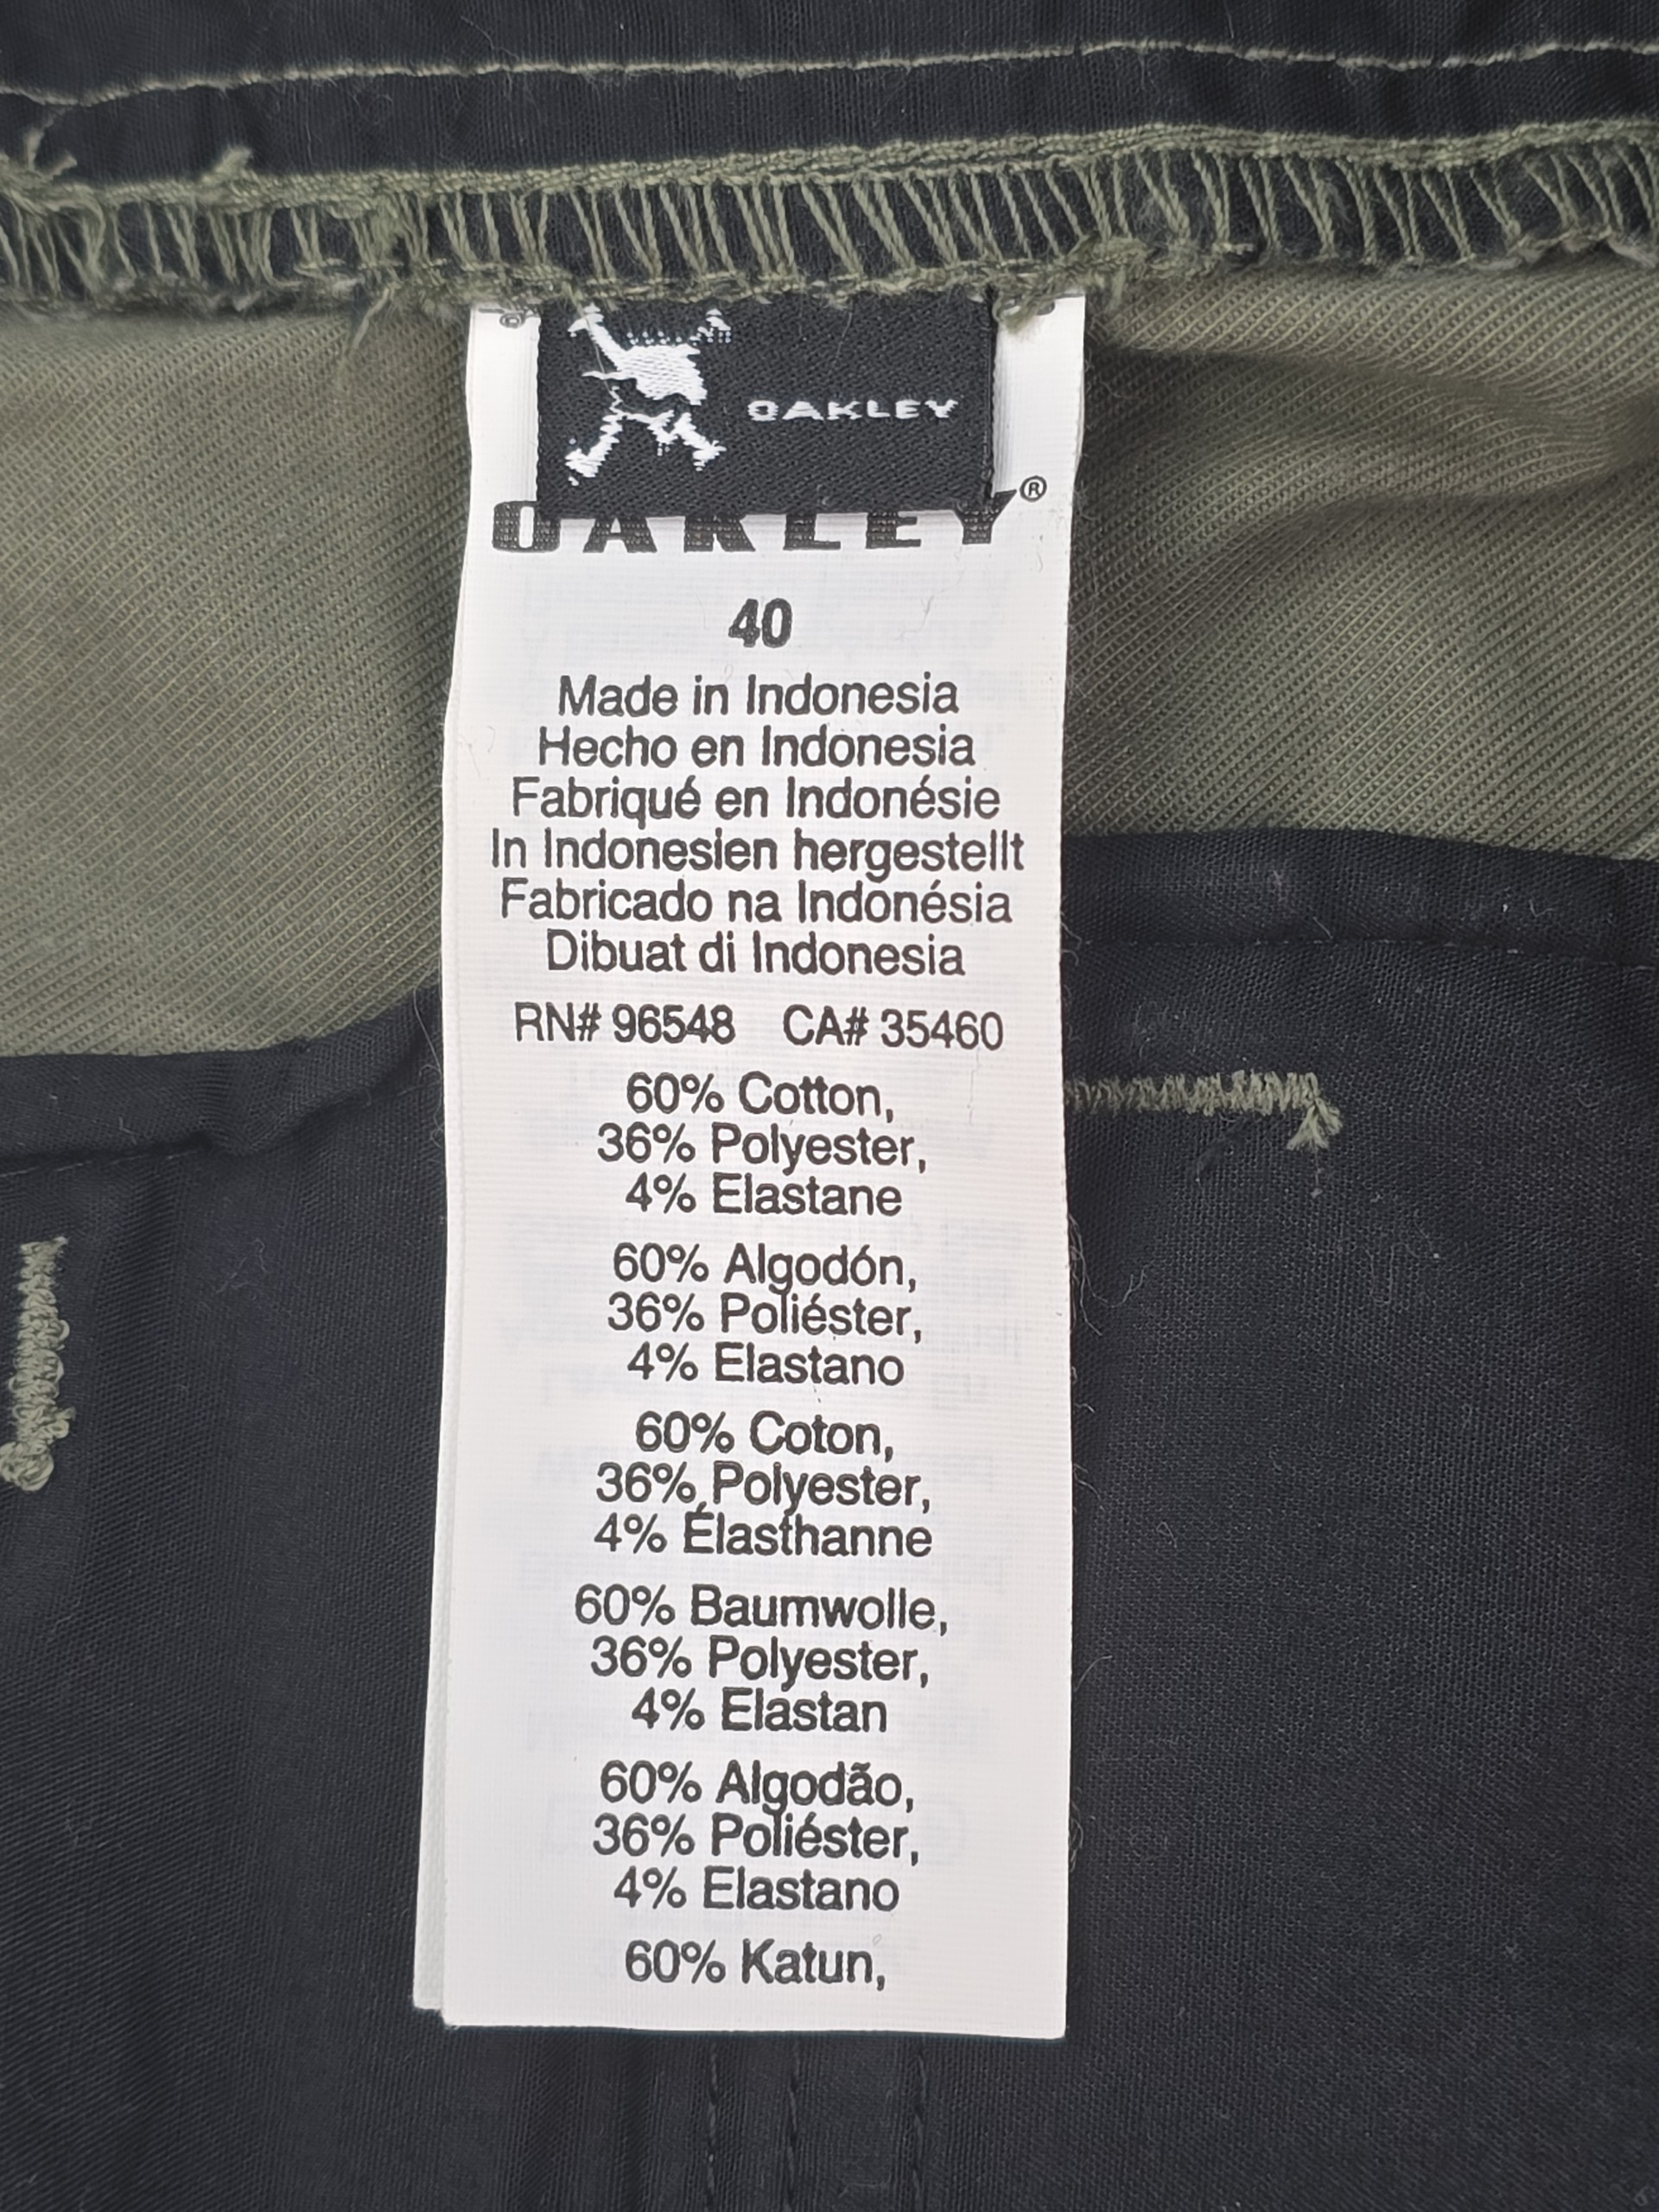 OAKLEY
OAKLEY®
40
Made in Indonesia
Hecho en Indonesia
Fabriqué en Indonésie
In Indonesien hergestellt
Fabricado na Indonésia
Dibuat di Indonesia
RN# 96548 CA# 35460
60% Cotton,
36% Polyester,
4% Elastane
60% Algodón,
36% Poliéster,
4% Elastano
60% Coton,
36% Polyester,
4% Élasthanne
60% Baumwolle,
36% Polyester,
4% Elastan
60% Algodão,
36% Poliéster,
4% Elastano
60% Katun,